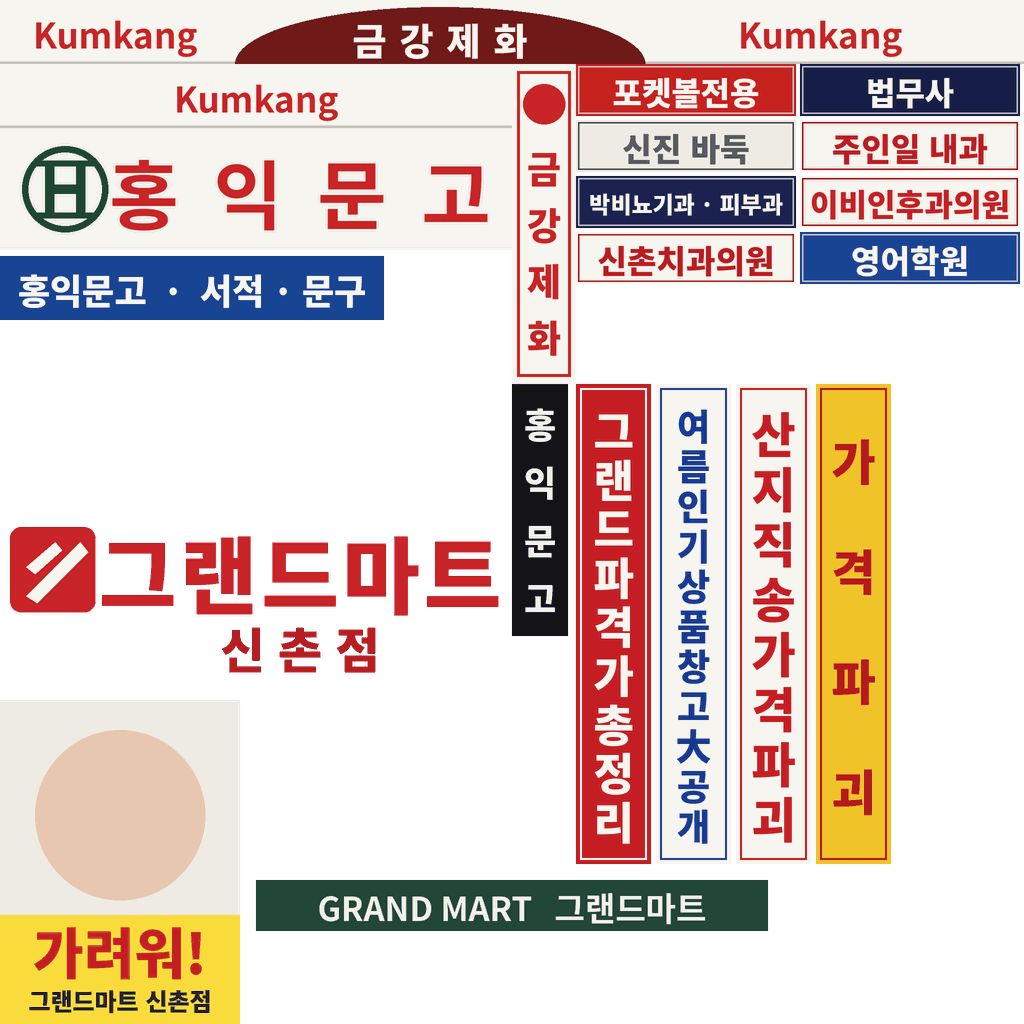 Kumkang
금강제화
Kumkang
Kumkang
홍익문고
홍익문고 · 서적 · 문구
금강제화
포켓볼전용
법무사
신진 바둑
주인일 내과
박비뇨기과 · 피부과
이비인후과의원
신촌치과의원
영어학원
홍익문고
그랜드파격가총정리
여름인기상품창고大공개
산지직송가격파괴
가격파괴
그랜드마트
신촌점
가려워!
그랜드마트 신촌점
GRAND MART 그랜드마트